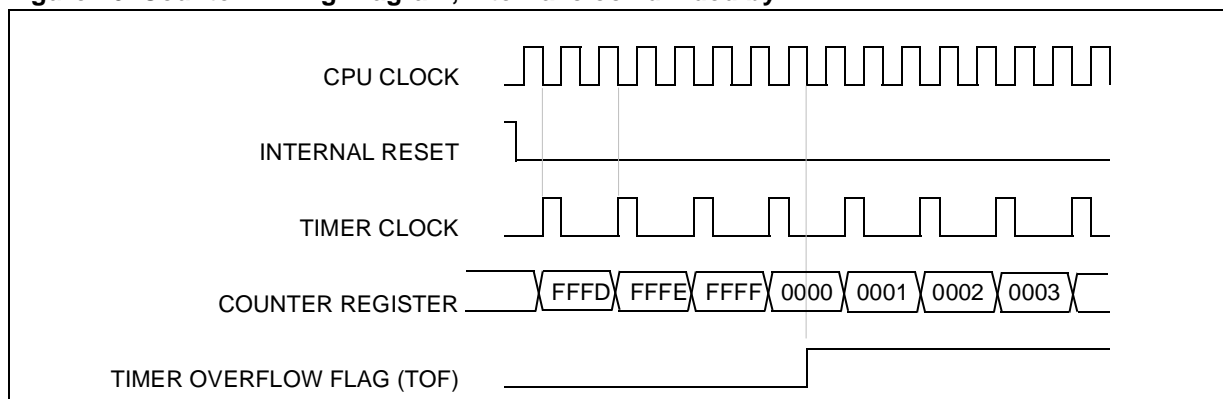 CPU CLOCK
INTERNAL RESET
TIMER CLOCK
COUNTER REGISTER
FFFD FFFE FFFF 0000 0001 0002 0003
TIMER OVERFLOW FLAG (TOF)